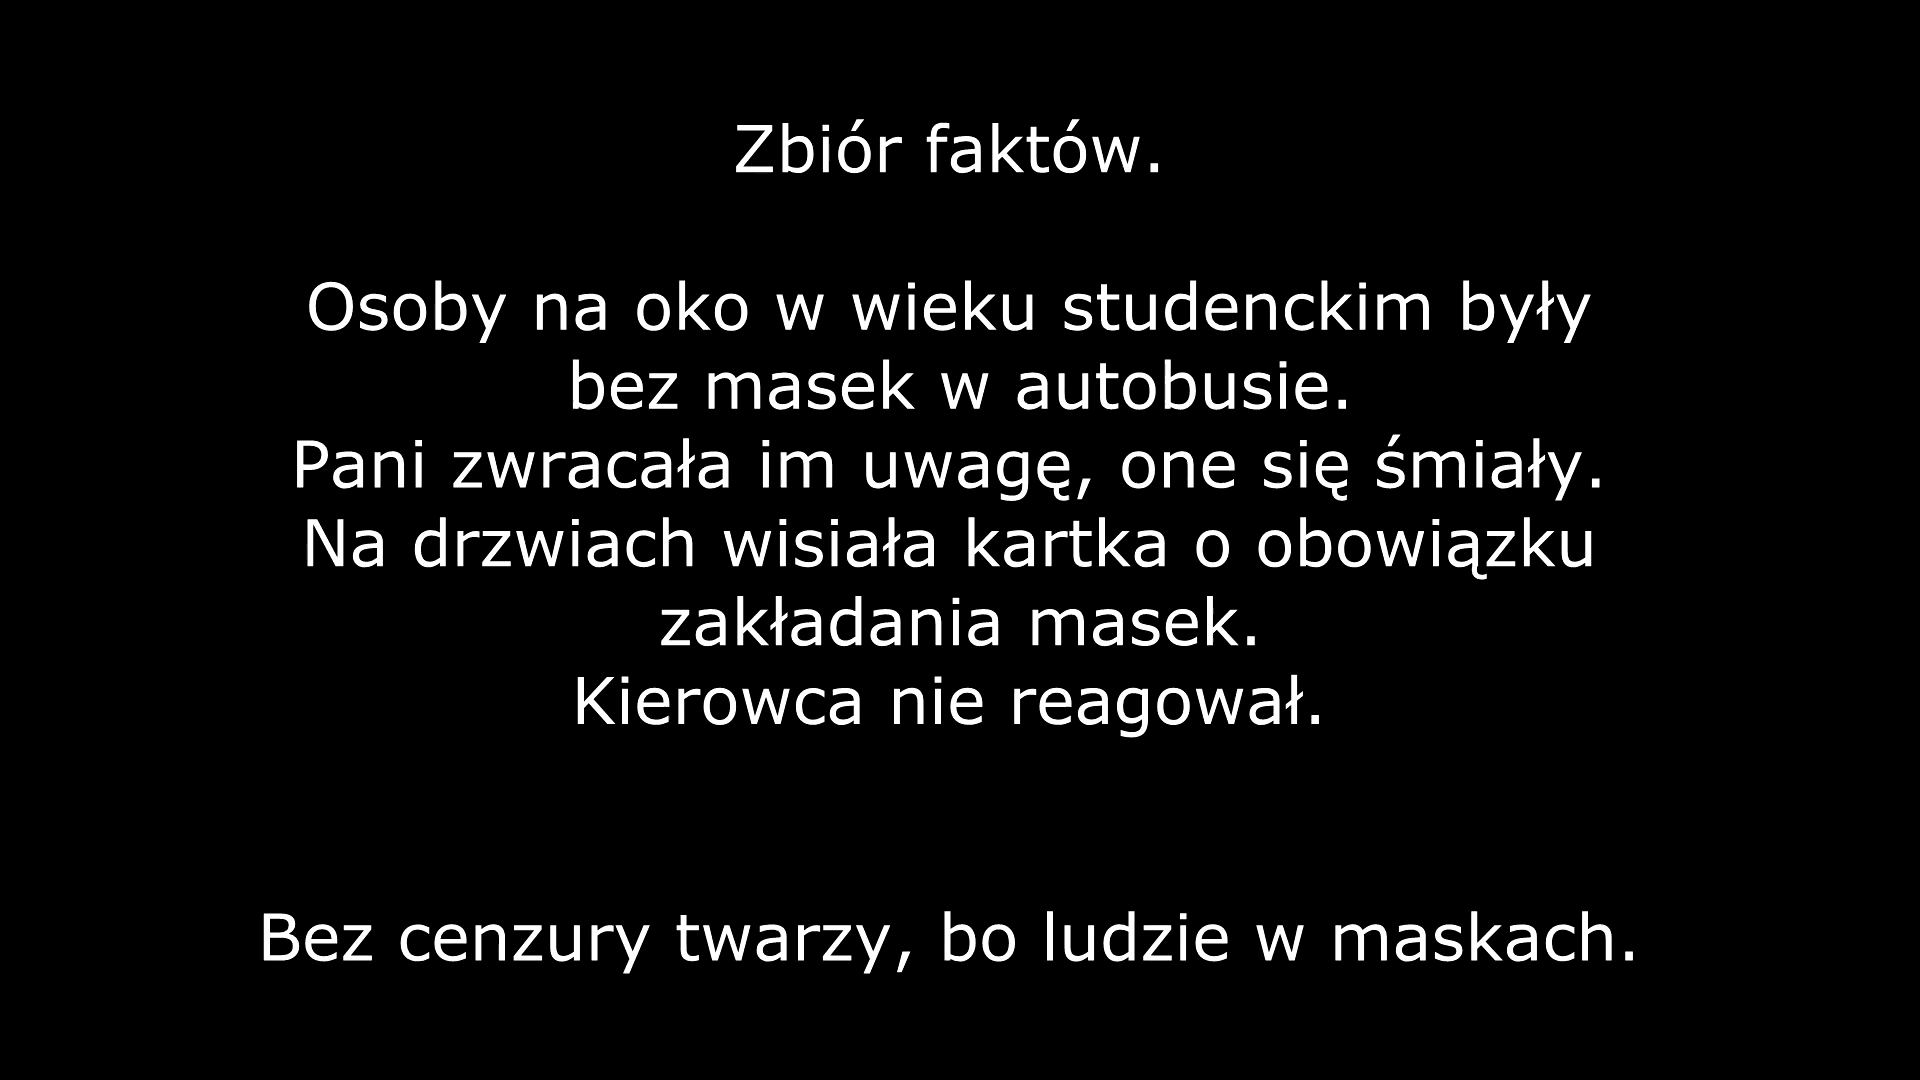 Zbiór faktów.
Osoby na oko w wieku studenckim były
bez masek w autobusie.
Pani zwracała im uwagę, one się śmiały.
Na drzwiach wisiała kartka o obowiązku
zakładania masek.
Kierowca nie reagował.
Bez cenzury twarzy, bo ludzie w maskach.